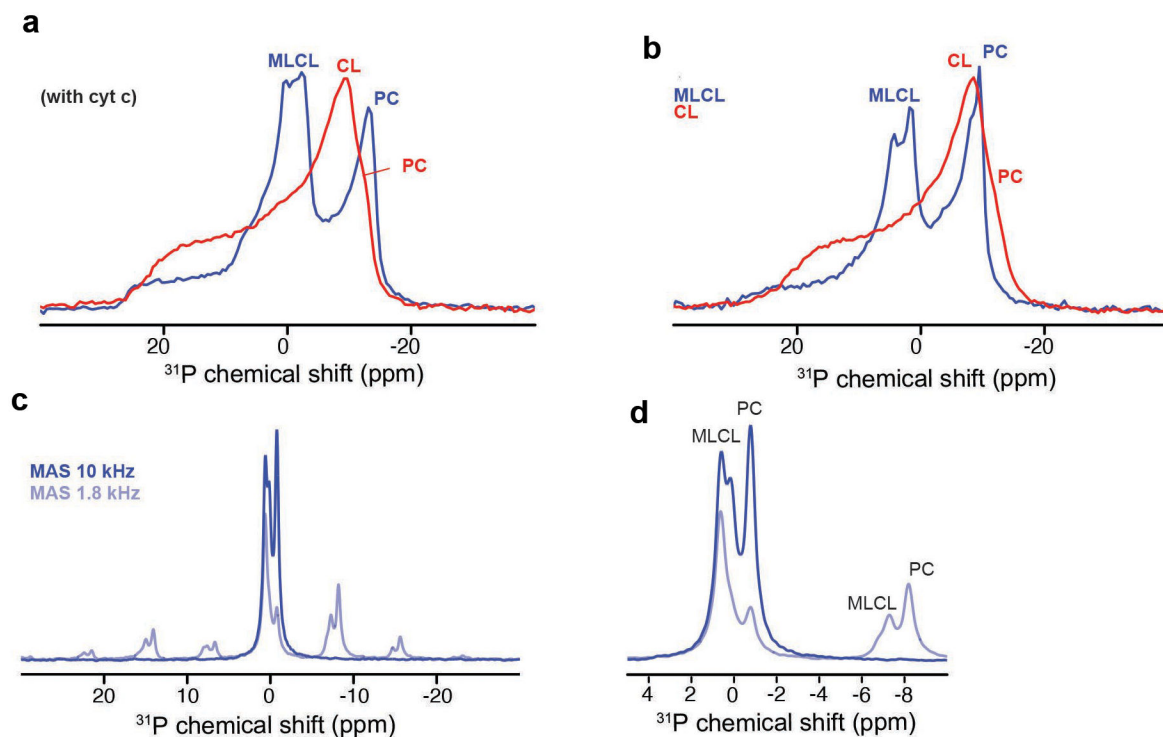 a
MLCL
CL
PC
PC
(with cyt c)
20
0
-20
31P chemical shift (ppm)
b
MLCL
CL
MLCL
CL
PC
PC
20
0
-20
31P chemical shift (ppm)
c
MAS 10 kHz
MAS 1.8 kHz
20
10
0
-10
-20
31P chemical shift (ppm)
d
MLCL
PC
MLCL
PC
4
2
0
-2
-4
-6
-8
31P chemical shift (ppm)